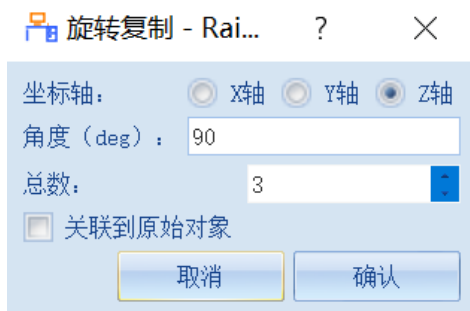 旋转复制 - Rai... ?
坐标轴: X轴 Y轴 Z轴
角度（deg）: 90
总数: 3
关联到原始对象
取消 确认